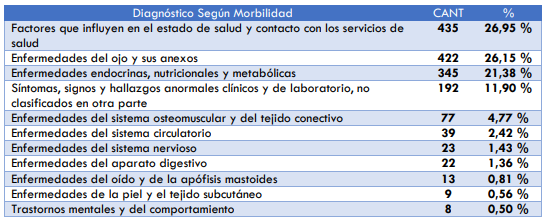 Diagnóstico Según Morbilidad CANT %
Factores que influyen en el estado de salud y contacto con los servicios de 435 26,95 %
salud
Enfermedades del ojo y sus anexos 422 26,15 %
Enfermedades endocrinas, nutricionales y metabólicas 345 21,38 %
Síntomas, signos y hallazgos anormales clínicos y de laboratorio, no 192 11,90 %
clasificados en otra parte
Enfermedades del sistema osteomuscular y del tejido conectivo 77 4,77 %
Enfermedades del sistema circulatorio 39 2,42 %
Enfermedades del sistema nervioso 23 1,43 %
Enfermedades del aparato digestivo 22 1,36 %
Enfermedades del oído y de la apófisis mastoides 13 0,81 %
Enfermedades de la piel y el tejido subcutáneo 9 0,56 %
Trastornos mentales y del comportamiento 8 0,50 %